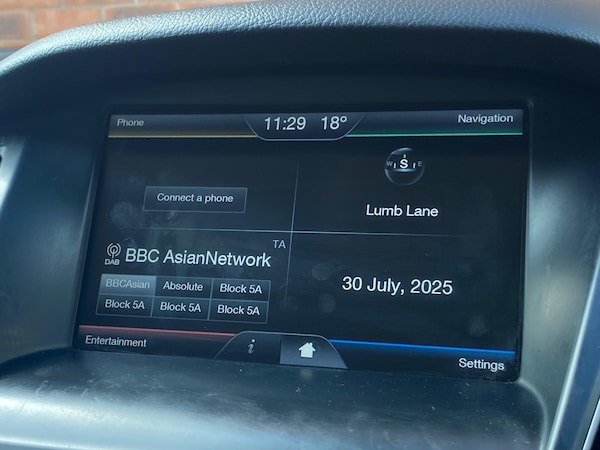 Phone
11:29 18°
Navigation
W S E
Connect a phone
Lumb Lane
TA
DAB
BBC AsianNetwork
BBCAsian Absolute Block 5A
Block 5A Block 5A Block 5A
30 July, 2025
Entertainment
i
Settings